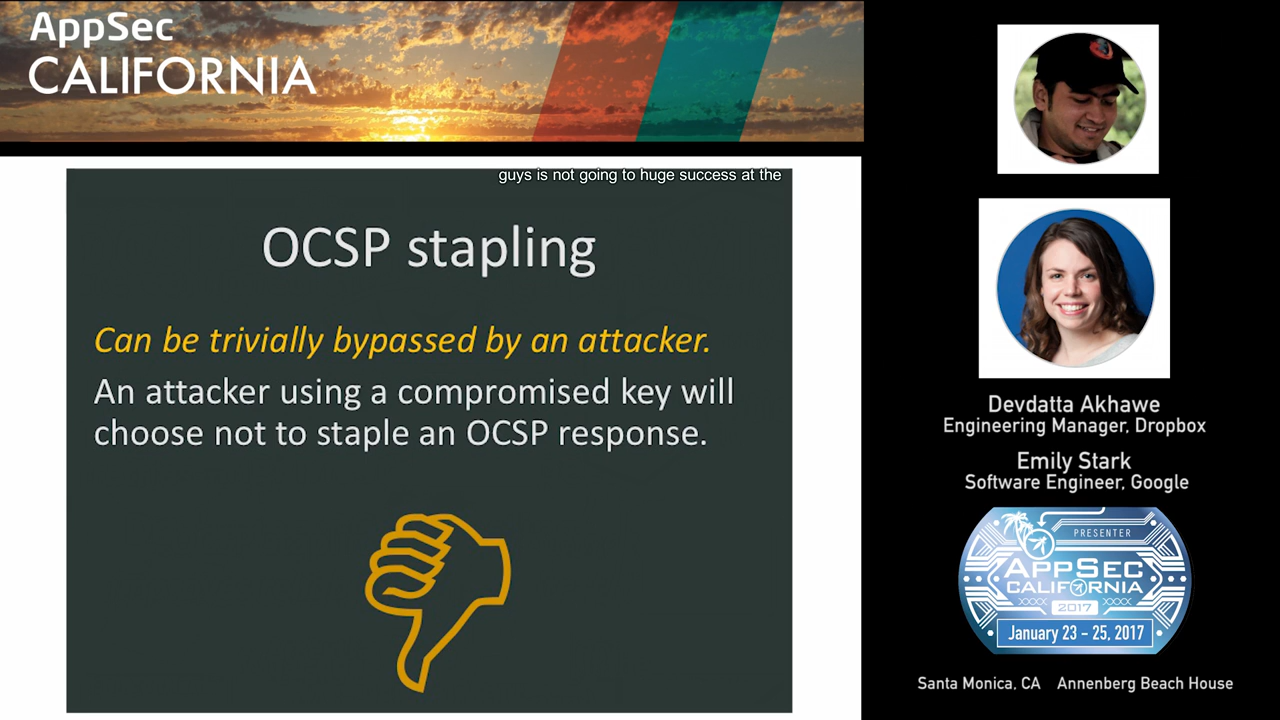 AppSec
CALIFORNIA
guys is not going to huge success at the
OCSP stapling
Can be trivially bypassed by an attacker.
An attacker using a compromised key will
choose not to staple an OCSP response.
Devdatta Akhawe
Engineering Manager, Dropbox
Emily Stark
Software Engineer, Google
PRESENTER
APPSEC
CALIFORNIA
2017
January 23 – 25, 2017
Santa Monica, CA Annenberg Beach House